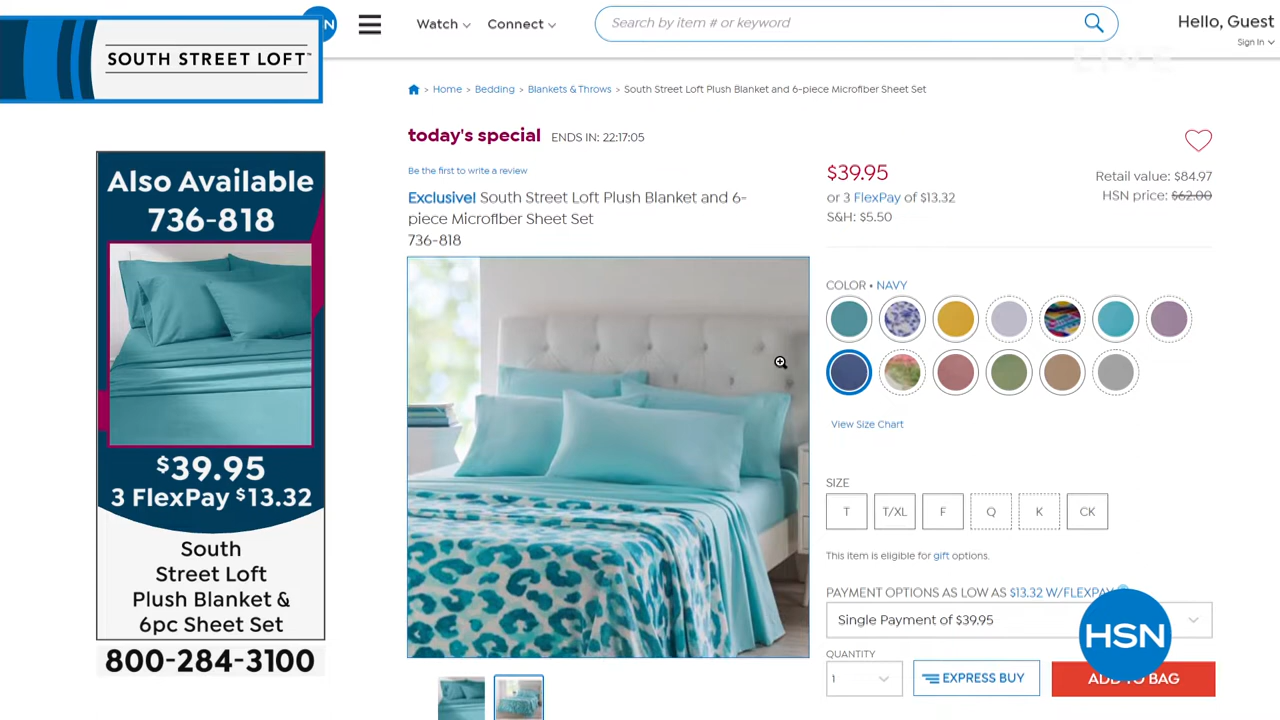 SOUTH STREET LOFT™
Watch
Connect
Search by item # or keyword
Hello, Guest
Sign In
LIVE
Home > Bedding > Blankets & Throws > South Street Loft Plush Blanket and 6-piece Microfiber Sheet Set
today's special ENDS IN: 22:17:05
Be the first to write a review
Exclusive! South Street Loft Plush Blanket and 6-
piece Microfiber Sheet Set
736-818
$39.95
or 3 FlexPay of $13.32
S&H: $5.50
Retail value: $84.97
HSN price: $62.00
COLOR • NAVY
View Size Chart
SIZE
T
T/XL
F
Q
K
CK
This item is eligible for gift options.
PAYMENT OPTIONS AS LOW AS $13.32 W/FLEXPAY
Single Payment of $39.95
QUANTITY
1
EXPRESS BUY
ADD TO BAG
HSN
Also Available
736-818
$39.95
3 FlexPay $13.32
South
Street Loft
Plush Blanket &
6pc Sheet Set
800-284-3100